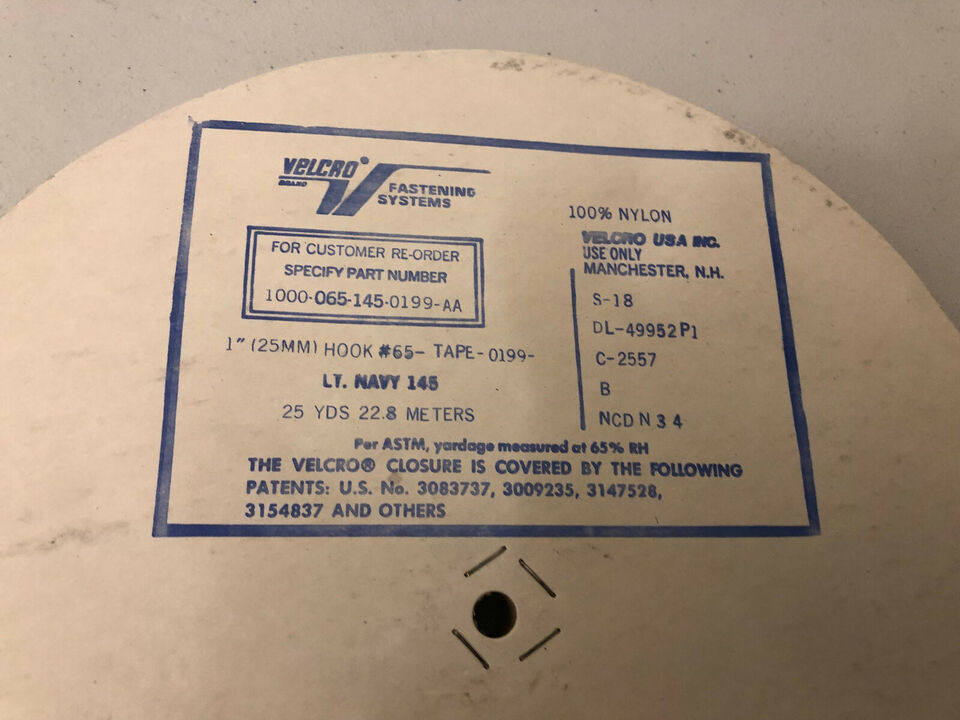 VELCRO®
BRAND
FASTENING
SYSTEMS
FOR CUSTOMER RE-ORDER
SPECIFY PART NUMBER
1000-065-145-0199-AA
1" (25MM) HOOK #65- TAPE-0199-
LT. NAVY 145
25 YDS 22.8 METERS
100% NYLON
VELCRO USA INC.
USE ONLY
MANCHESTER, N.H.
S-18
DL-49952P1
C-2557
B
NCD N 3 4
Per ASTM, yardage measured at 65% RH
THE VELCRO® CLOSURE IS COVERED BY THE FOLLOWING
PATENTS: U.S. No. 3083737, 3009235, 3147528,
3154837 AND OTHERS